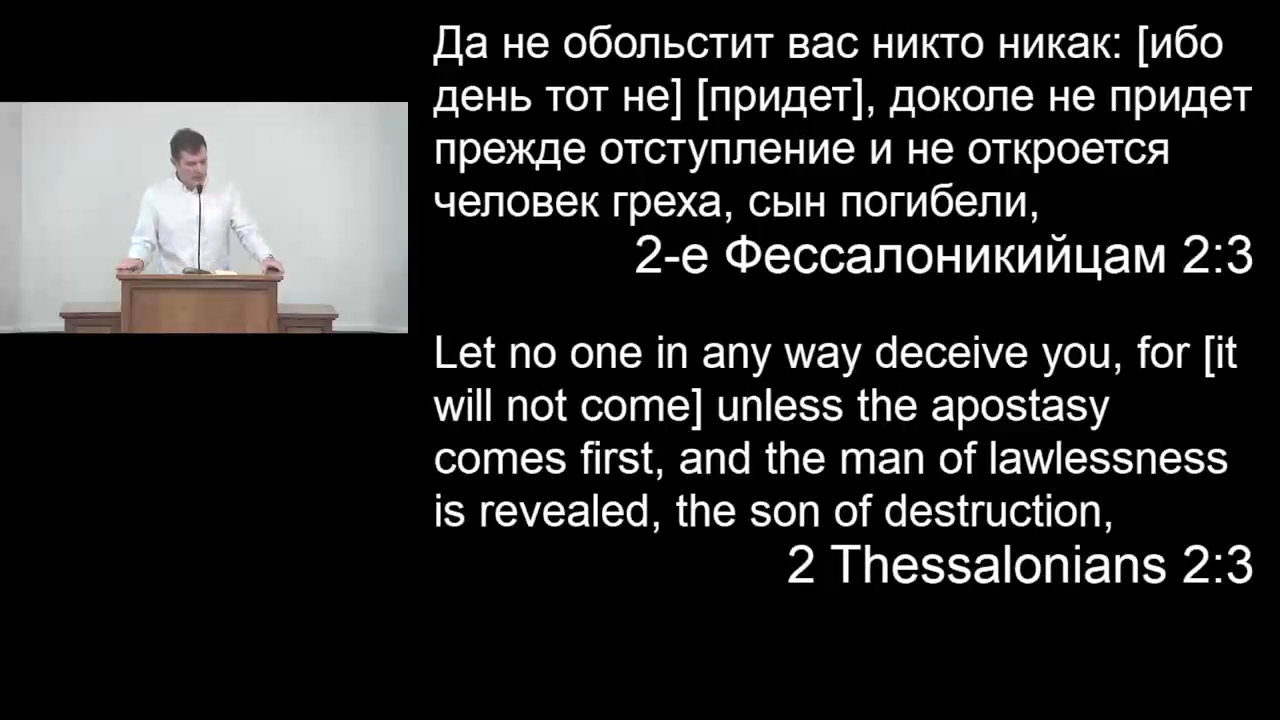 Да не обольстит вас никто никак: [ибо
день тот не] [придет], доколе не придет
прежде отступление и не откроется
человек греха, сын погибели,
2-е Фессалоникийцам 2:3
Let no one in any way deceive you, for [it
will not come] unless the apostasy
comes first, and the man of lawlessness
is revealed, the son of destruction,
2 Thessalonians 2:3